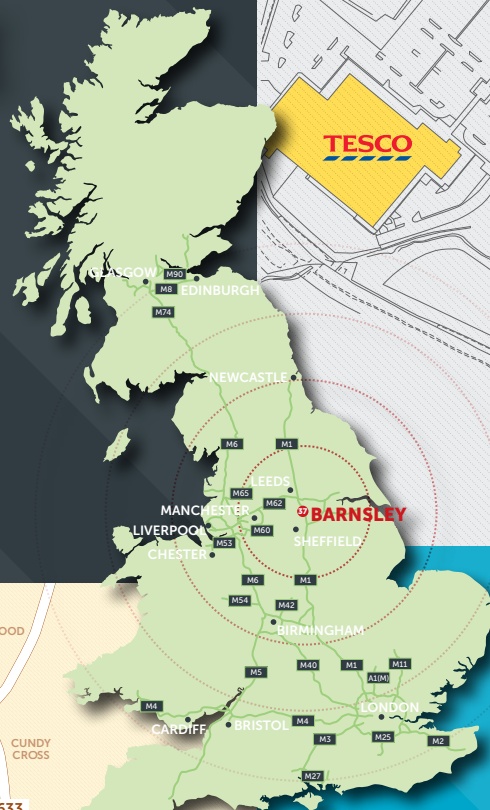 TESCO
GLASGOW
M90
M8
EDINBURGH
M74
NEWCASTLE
M6
M1
LEEDS
M65
M62
MANCHESTER
37 BARNSLEY
LIVERPOOL
M60
M53
SHEFFIELD
CHESTER
M6
M1
M54
M42
OOD
BIRMINGHAM
M5
M40
M1
M11
A1(M)
M4
LONDON
CARDIFF
BRISTOL
M4
M3
M25
M2
CUNDY
CROSS
M27
633